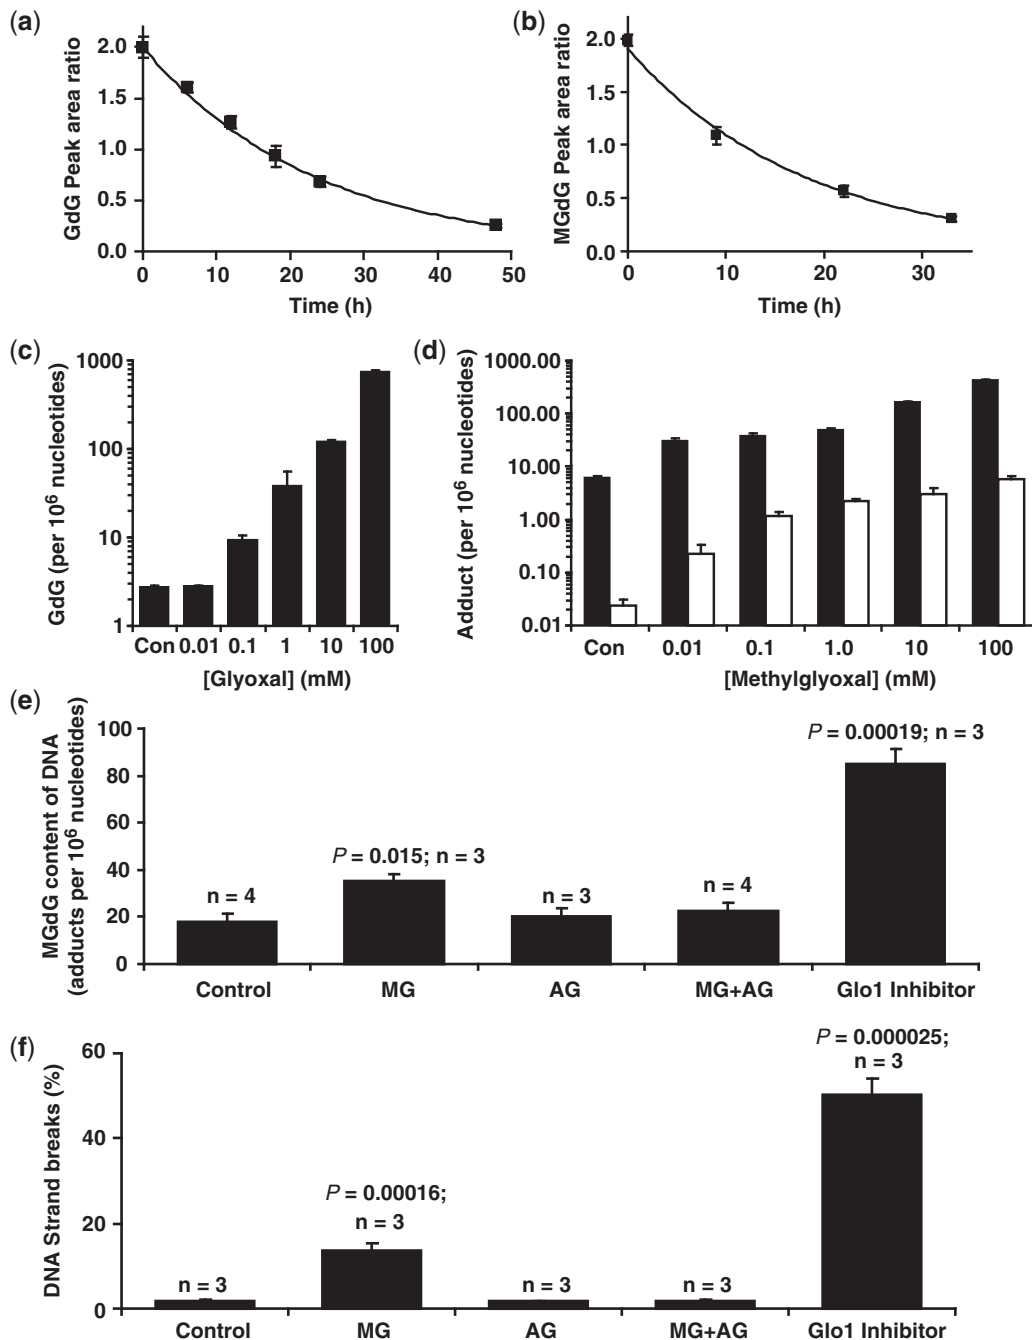 (a)
GdG Peak area ratio
2.0
1.5
1.0
0.5
0.0
0 10 20 30 40 50
Time (h)
(b)
MGdG Peak area ratio
2.0
1.5
1.0
0.5
0.0
0 10 20 30
Time (h)
(c)
GdG (per 10⁶ nucleotides)
1000
100
10
1
Con 0.01 0.1 1 10 100
[Glyoxal] (mM)
(d)
Adduct (per 10⁶ nucleotides)
1000.00
100.00
10.00
1.00
0.10
0.01
Con 0.01 0.1 1.0 10 100
[Methylglyoxal] (mM)
(e)
MGdG content of DNA
(adducts per 10⁶ nucleotides)
100
80
60
40
20
0
n = 4
P = 0.015; n = 3
n = 3
n = 4
P = 0.00019; n = 3
Control MG AG MG+AG Glo1 Inhibitor
(f)
DNA Strand breaks (%)
60
40
20
0
n = 3
P = 0.00016;
n = 3
n = 3
n = 3
P = 0.000025;
n = 3
Control MG AG MG+AG Glo1 Inhibitor